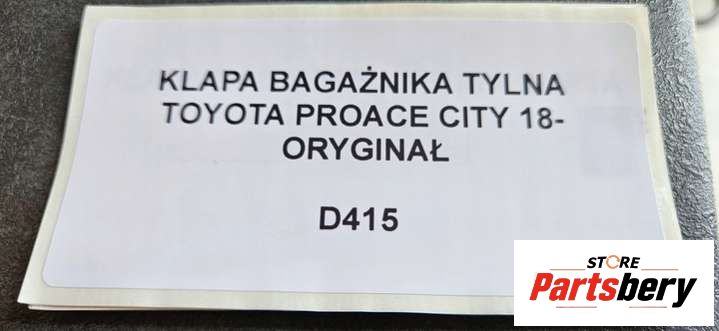 KLAPA BAGAŻNIKA TYLNA
TOYOTA PROACE CITY 18-
ORYGINAŁ
D415
STORE
Partsbery